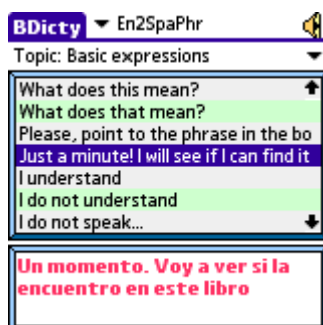 BDicty En2SpaPhr
Topic: Basic expressions
What does this mean?
What does that mean?
Please, point to the phrase in the bo
Just a minute! I will see if I can find it
I understand
I do not understand
I do not speak...
Un momento. Voy a ver si la
encuentro en este libro